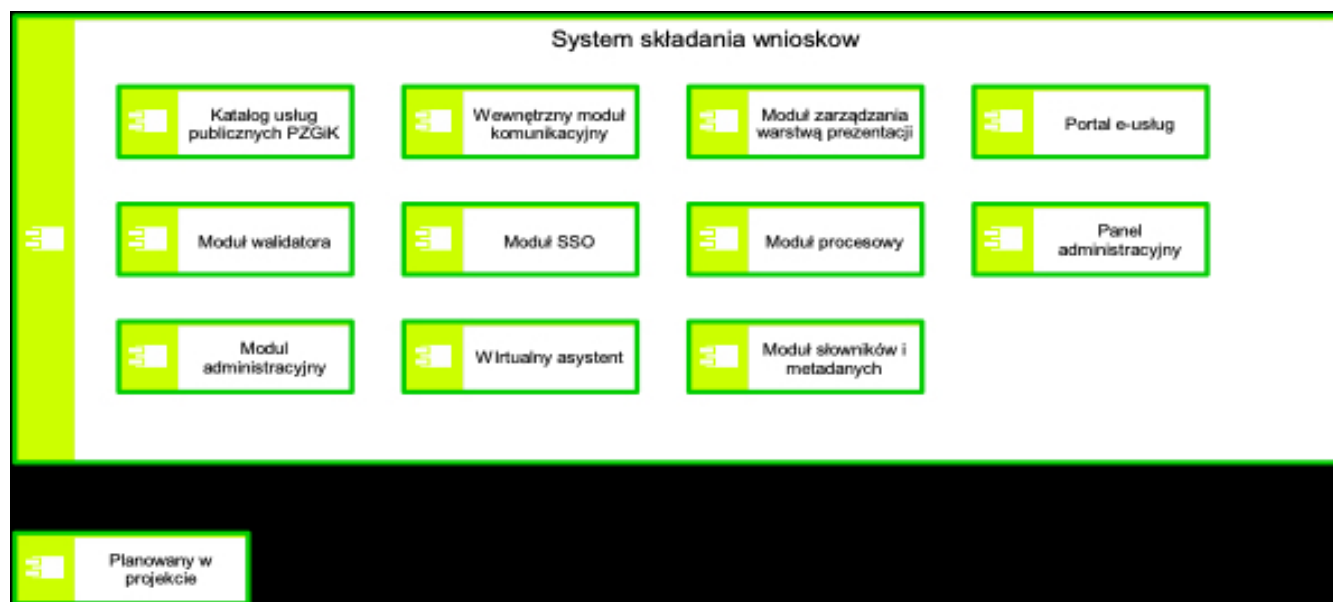 System składania wnioskow
Katalog usług
publicznych PZGiK
Wewnętrzny moduł
komunikacyjny
Moduł zarządzania
warstwą prezentacji
Portal e-usług
Moduł walidatora
Moduł SSO
Moduł procesowy
Panel
administracyjny
Moduł
administracyjny
WIrtualny asystent
Moduł słowników i
metadanych
Planowany w
projekcie